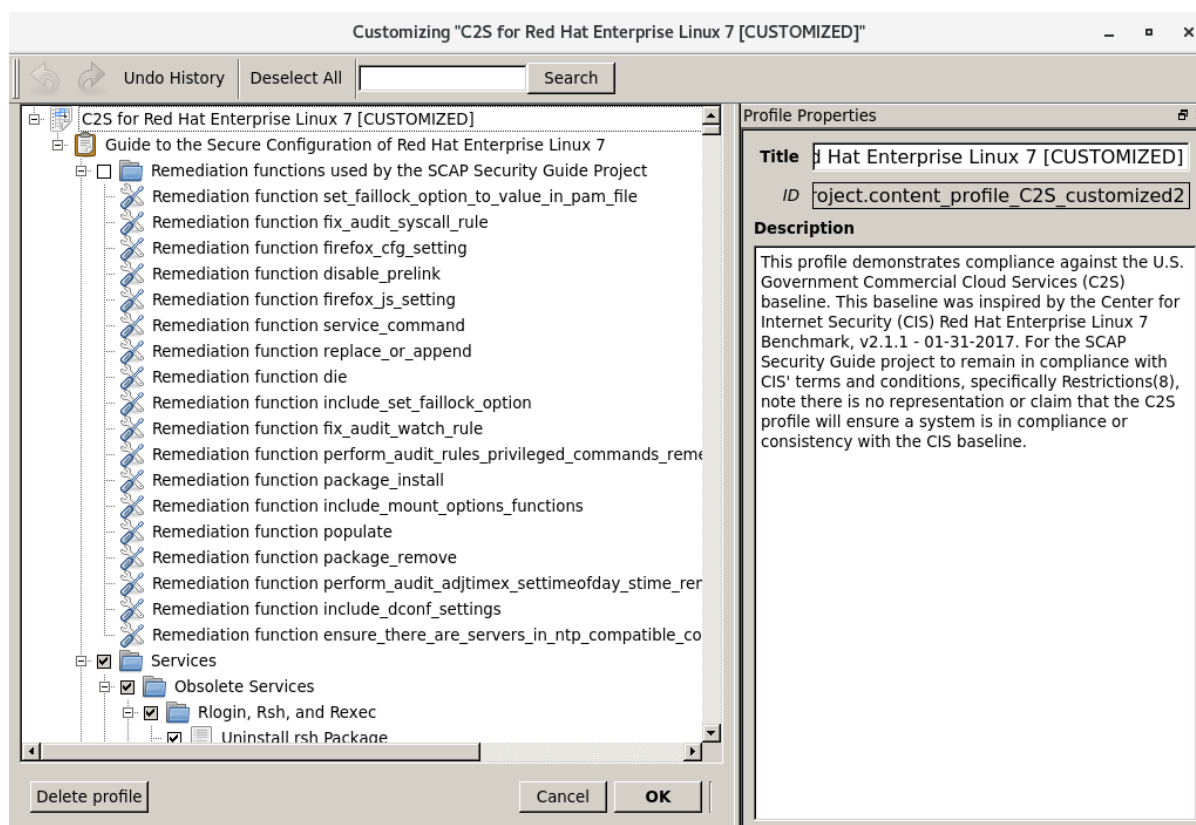 Customizing "C2S for Red Hat Enterprise Linux 7 [CUSTOMIZED]"
Undo History
Deselect All
Search
C2S for Red Hat Enterprise Linux 7 [CUSTOMIZED]
Guide to the Secure Configuration of Red Hat Enterprise Linux 7
Remediation functions used by the SCAP Security Guide Project
Remediation function set_faillock_option_to_value_in_pam_file
Remediation function fix_audit_syscall_rule
Remediation function firefox_cfg_setting
Remediation function disable_prelink
Remediation function firefox_js_setting
Remediation function service_command
Remediation function replace_or_append
Remediation function die
Remediation function include_set_faillock_option
Remediation function fix_audit_watch_rule
Remediation function perform_audit_rules_privileged_commands_reme
Remediation function package_install
Remediation function include_mount_options_functions
Remediation function populate
Remediation function package_remove
Remediation function perform_audit_adjtimex_settimeofday_stime_rer
Remediation function include_dconf_settings
Remediation function ensure_there_are_servers_in_ntp_compatible_co
Services
Obsolete Services
Rlogin, Rsh, and Rexec
Uninstall rsh Package
Delete profile
Cancel
OK
Profile Properties
Title
d Hat Enterprise Linux 7 [CUSTOMIZED]
ID
roject.content_profile_C2S_customized2
Description
This profile demonstrates compliance against the U.S.
Government Commercial Cloud Services (C2S)
baseline. This baseline was inspired by the Center for
Internet Security (CIS) Red Hat Enterprise Linux 7
Benchmark, v2.1.1 - 01-31-2017. For the SCAP
Security Guide project to remain in compliance with
CIS' terms and conditions, specifically Restrictions(8),
note there is no representation or claim that the C2S
profile will ensure a system is in compliance or
consistency with the CIS baseline.